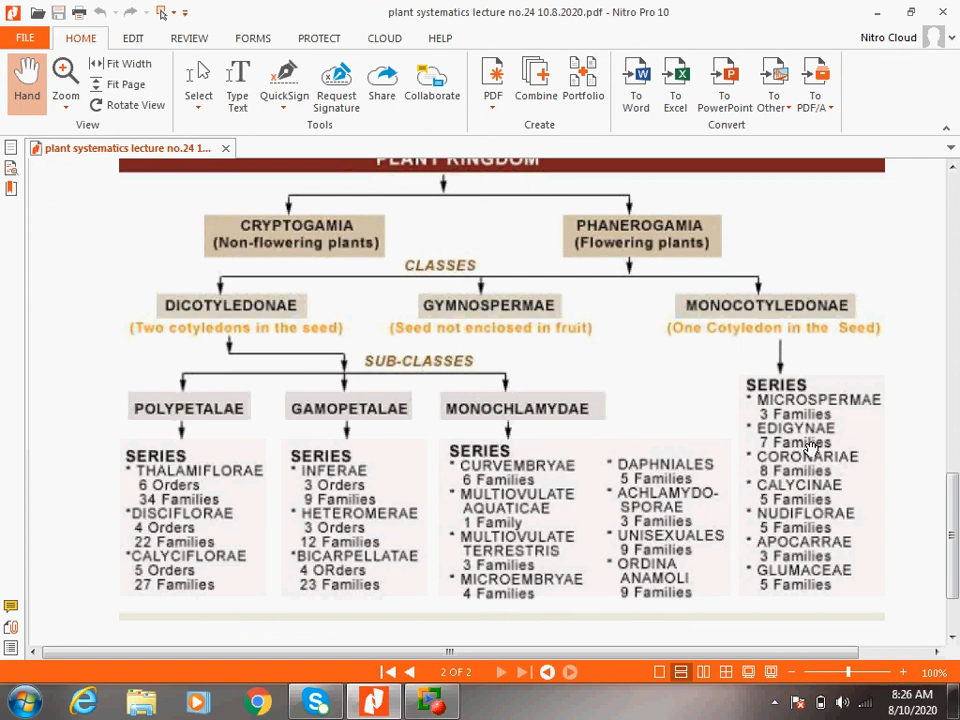 plant systematics lecture no.24 10.8.2020.pdf - Nitro Pro 10
FILE HOME EDIT REVIEW FORMS PROTECT CLOUD HELP
Nitro Cloud
Hand
Zoom
Fit Width
Fit Page
Rotate View
Select
Type
Text
QuickSign
Request
Signature
Share
Collaborate
PDF
Combine
Portfolio
To
Word
To
Excel
To
PowerPoint
To
Other
To
PDF/A
View
Tools
Create
Convert
plant systematics lecture no.24 1...
PLANT KINGDOM
CRYPTOGAMIA
(Non-flowering plants)
PHANEROGAMIA
(Flowering plants)
CLASSES
DICOTYLEDONAE
(Two cotyledons in the seed)
GYMNOSPERMAE
(Seed not enclosed in fruit)
MONOCOTYLEDONAE
(One Cotyledon in the Seed)
SUB-CLASSES
POLYPETALAE
GAMOPETALAE
MONOCHLAMYDAE
SERIES
* THALAMIFLORAE
6 Orders
34 Families
*DISCIFLORAE
4 Orders
22 Families
*CALYCIFLORAE
5 Orders
27 Families
SERIES
* INFERAE
3 Orders
9 Families
* HETEROMERAE
3 Orders
12 Families
*BICARPELLATAE
4 ORders
23 Families
SERIES
* CURVEMBRYAE
6 Families
* MULTIOVULATE
AQUATICAE
1 Family
* MULTIOVULATE
TERRESTRIS
3 Families
* MICROEMBRYAE
4 Families
* DAPHNIALES
5 Families
* ACHLAMYDO-
SPORAE
3 Families
* UNISEXUALES
9 Families
* ORDINA
ANAMOLI
9 Families
SERIES
* MICROSPERMAE
3 Families
* EDIGYNAE
7 Families
* CORONARIAE
8 Families
* CALYCINAE
5 Families
* NUDIFLORAE
5 Families
* APOCARRAE
3 Families
* GLUMACEAE
5 Families
2 OF 2
100%
8:26 AM
8/10/2020